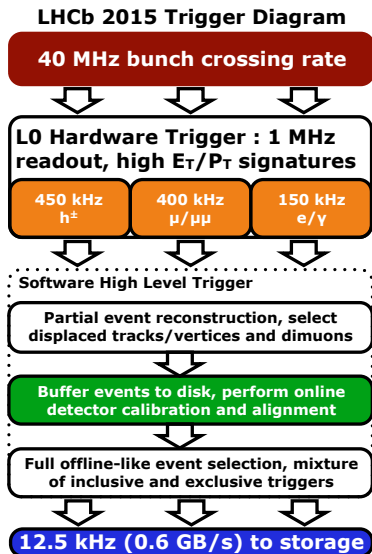 LHCb 2015 Trigger Diagram
40 MHz bunch crossing rate
L0 Hardware Trigger : 1 MHz
readout, high E_T/P_T signatures
450 kHz
h±
400 kHz
μ/μμ
150 kHz
e/γ
Software High Level Trigger
Partial event reconstruction, select
displaced tracks/vertices and dimuons
Buffer events to disk, perform online
detector calibration and alignment
Full offline-like event selection, mixture
of inclusive and exclusive triggers
12.5 kHz (0.6 GB/s) to storage